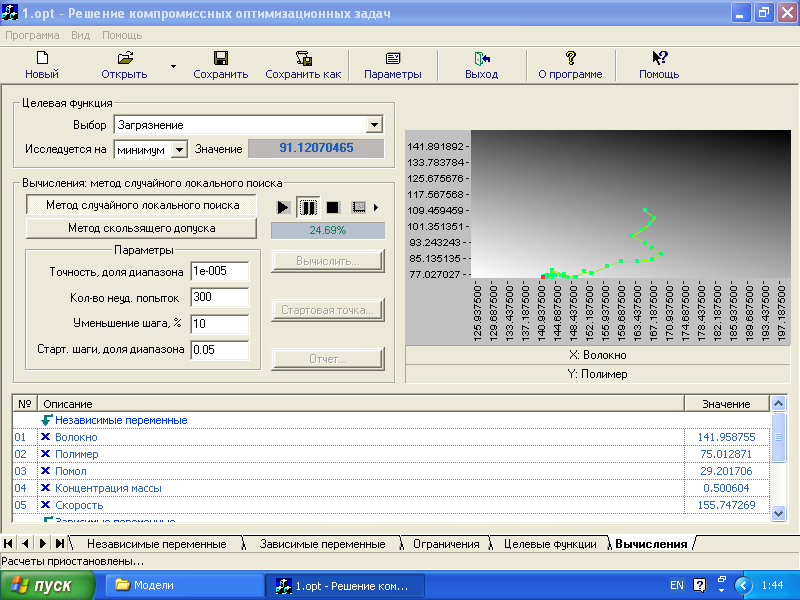 1.opt - Решение компромиссных оптимизационных задач
Программа Вид Помощь
Новый Открыть Сохранить Сохранить как Параметры Выход О программе Помощь
Целевая функция
Выбор Загрязнение
Исследуется на минимум Значение 91.12070465
Вычисления: метод случайного локального поиска
Метод случайного локального поиска
Метод скользящего допуска
24.69%
Параметры
Точность, доля диапазона 1e-005
Кол-во неуд. попыток 300
Уменьшение шага, % 10
Старт. шаги, доля диапазона 0.05
Вычислить...
Стартовая точка...
Отчет...
141.891892
133.783784
125.675676
117.567568
109.459459
101.351351
93.243243
85.135135
77.027027
125.937500 129.687500 133.437500 137.187500 140.937500 144.687500 148.437500 152.187500 155.937500 159.687500 163.437500 167.187500 170.937500 174.687500 178.437500 182.187500 185.937500 189.687500 193.437500 197.187500
X: Волокно
Y: Полимер
№ Описание Значение
Независимые переменные
01 Волокно 141.958755
02 Полимер 75.012871
03 Помол 29.201706
04 Концентрация массы 0.500604
05 Скорость 155.747269
Зависимые переменные
Независимые переменные Зависимые переменные Ограничения Целевые функции Вычисления
Расчеты приостановлены...
пуск Модели 1.opt - Решение ком... EN 1:44